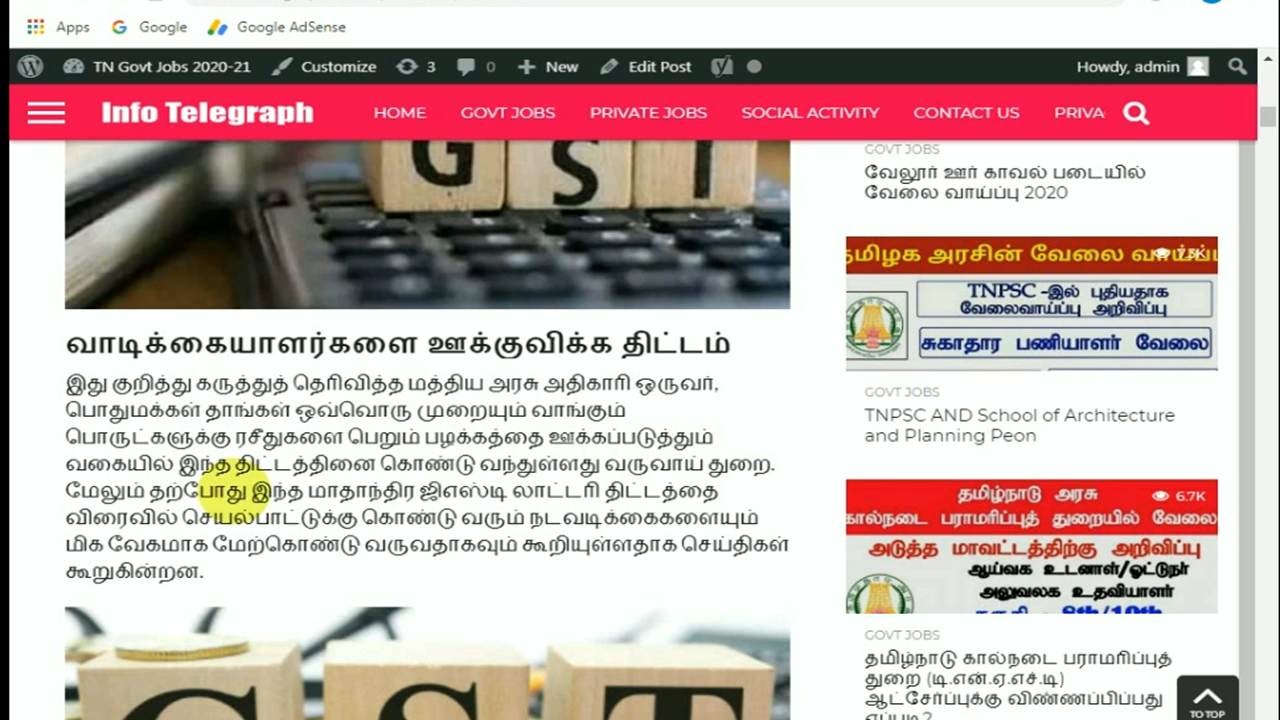 Apps Google Google AdSense
TN Govt Jobs 2020-21 Customize 3 0 New Edit Post Howdy, admin
Info Telegraph HOME GOVT JOBS PRIVATE JOBS SOCIAL ACTIVITY CONTACT US PRIVA
GST
வாடிக்கையாளர்களை ஊக்குவிக்க திட்டம்
இது குறித்து கருத்துத் தெரிவித்த மத்திய அரசு அதிகாரி ஒருவர்,
பொதுமக்கள் தாங்கள் ஒவ்வொரு முறையும் வாங்கும்
பொருட்களுக்கு ரசீதுகளை பெறும் பழக்கத்தை ஊக்கப்படுத்தும்
வகையில் இந்த திட்டத்தினை கொண்டு வந்துள்ளது வருவாய் துறை.
மேலும் தற்போது இந்த மாதாந்திர ஜிஎஸ்டி லாட்டரி திட்டத்தை
விரைவில் செயல்பாட்டுக்கு கொண்டு வரும் நடவடிக்கைகளையும்
மிக வேகமாக மேற்கொண்டு வருவதாகவும் கூறியுள்ளதாக செய்திகள்
கூறுகின்றன.
GST
GOVT JOBS
வேலூர் ஊர் காவல் படையில்
வேலை வாய்ப்பு 2020
தமிழக அரசின் வேலை
7.3K
TNPSC -இல் புதியதாக
வேலைவாய்ப்பு அறிவிப்பு
சுகாதார பணியாளர் வேலை
GOVT JOBS
TNPSC AND School of Architecture
and Planning Peon
தமிழ்நாடு அரசு
6.7K
கால்நடை பராமரிப்புத் துறையில் வேலை
அடுத்த மாவட்டத்திற்கு அறிவிப்பு
ஆய்வக உடனாள்/ஓட்டுநர்
அலுவலக உதவியாளர்
8th/10th
GOVT JOBS
தமிழ்நாடு கால்நடை பராமரிப்புத்
துறை (டி.என்.ஏ.எச்.டி)
ஆட்சேர்ப்புக்கு விண்ணப்பிப்பது
எப்படி?
TO TOP